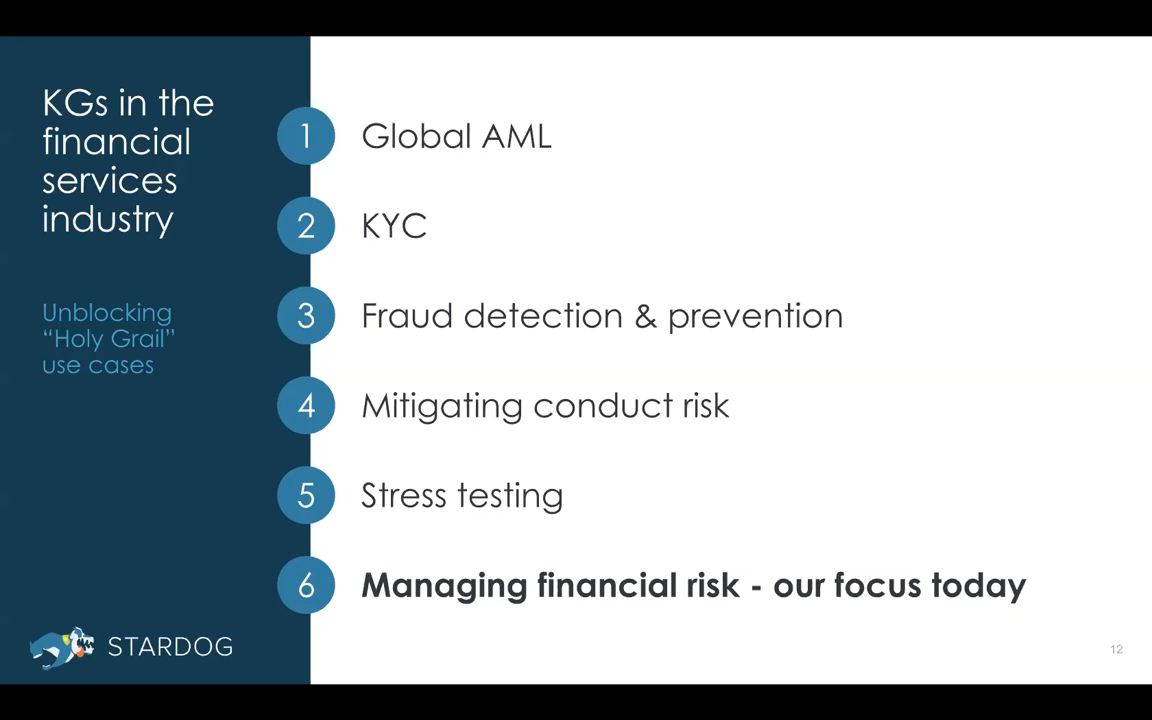 KGs in the
financial
services
industry
Unblocking
“Holy Grail”
use cases
1 Global AML
2 KYC
3 Fraud detection & prevention
4 Mitigating conduct risk
5 Stress testing
6 Managing financial risk - our focus today
STARDOG
12